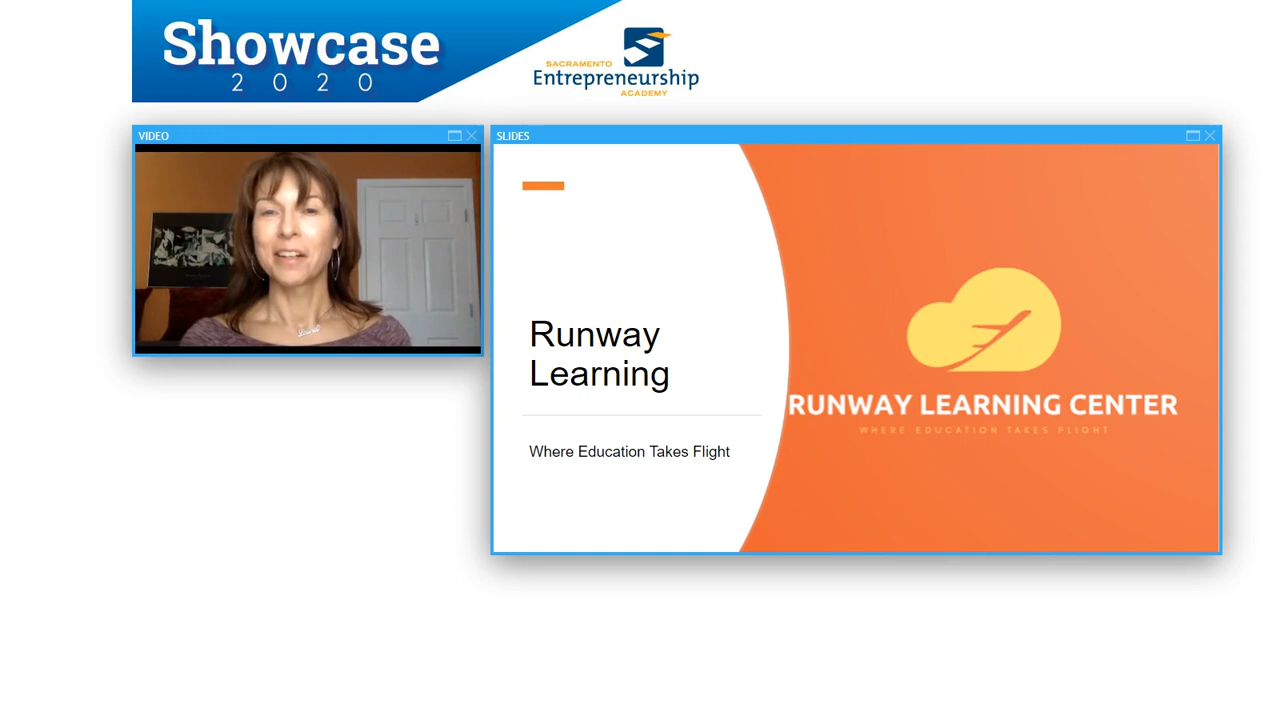 Showcase
2020
SACRAMENTO
Entrepreneurship
ACADEMY
VIDEO
SLIDES
Runway
Learning
Where Education Takes Flight
RUNWAY LEARNING CENTER
WHERE EDUCATION TAKES FLIGHT